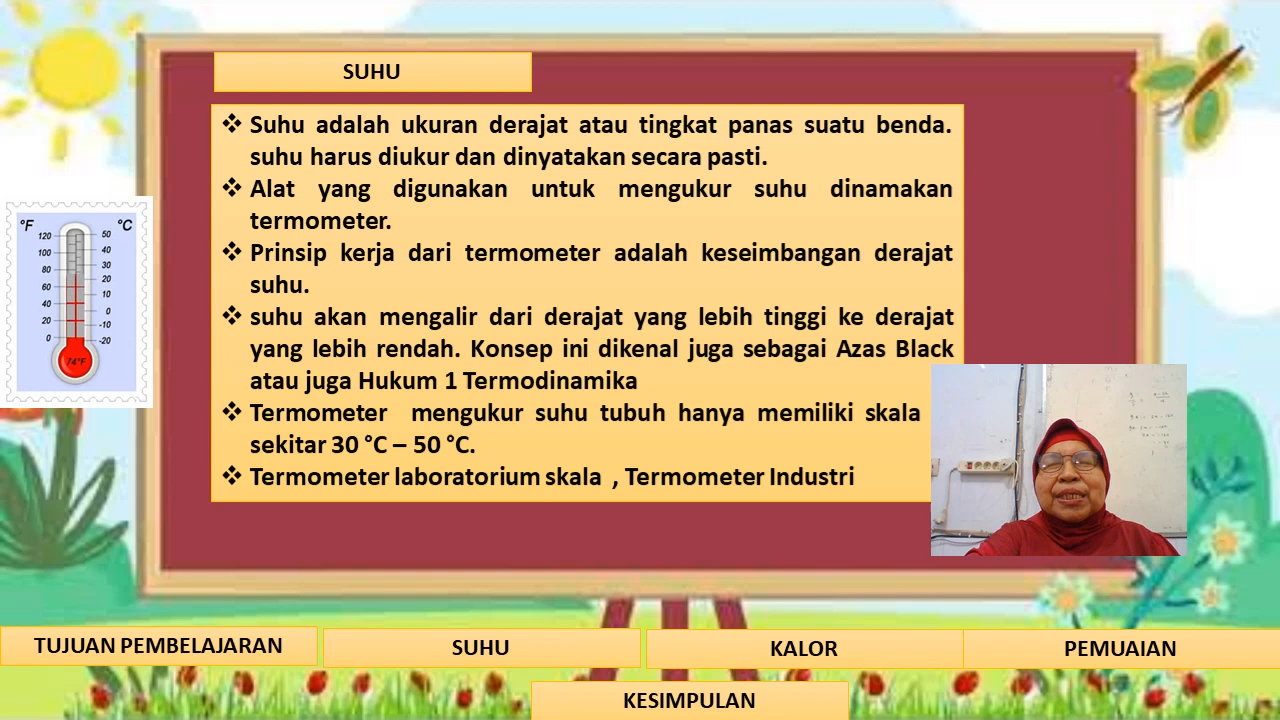 SUHU
❖ Suhu adalah ukuran derajat atau tingkat panas suatu benda.
suhu harus diukur dan dinyatakan secara pasti.
❖ Alat yang digunakan untuk mengukur suhu dinamakan
termometer.
❖ Prinsip kerja dari termometer adalah keseimbangan derajat
suhu.
❖ suhu akan mengalir dari derajat yang lebih tinggi ke derajat
yang lebih rendah. Konsep ini dikenal juga sebagai Azas Black
atau juga Hukum 1 Termodinamika
❖ Termometer mengukur suhu tubuh hanya memiliki skala
sekitar 30 °C – 50 °C.
❖ Termometer laboratorium skala , Termometer Industri
°F °C
120 50
100 40
80 30
60 20
40 10
20 0
0 -10
-20
74°F
TUJUAN PEMBELAJARAN
SUHU
KALOR
PEMUAIAN
KESIMPULAN